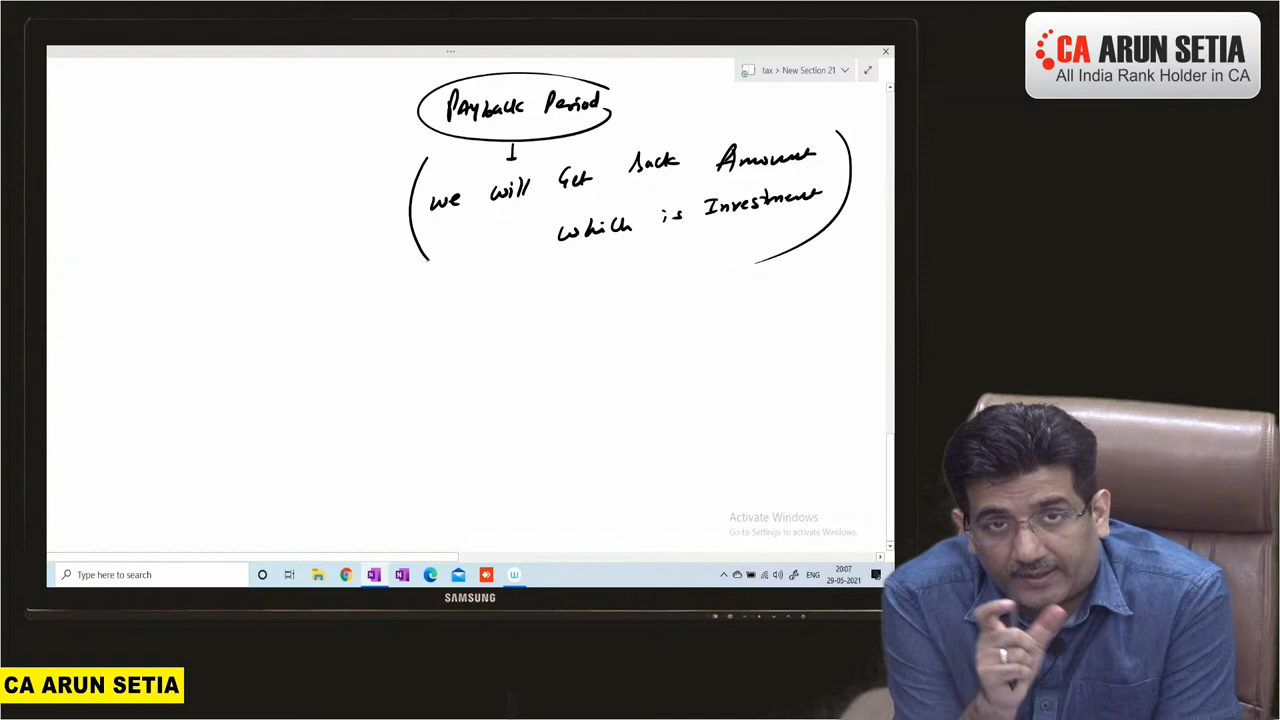 CA ARUN SETIA
All India Rank Holder in CA
tax > New Section 21
Payback Period
we will Get back Amount
which is Investment
Activate Windows
Go to Settings to activate Windows.
Type here to search
ENG
20:07
29-05-2021
SAMSUNG
CA ARUN SETIA